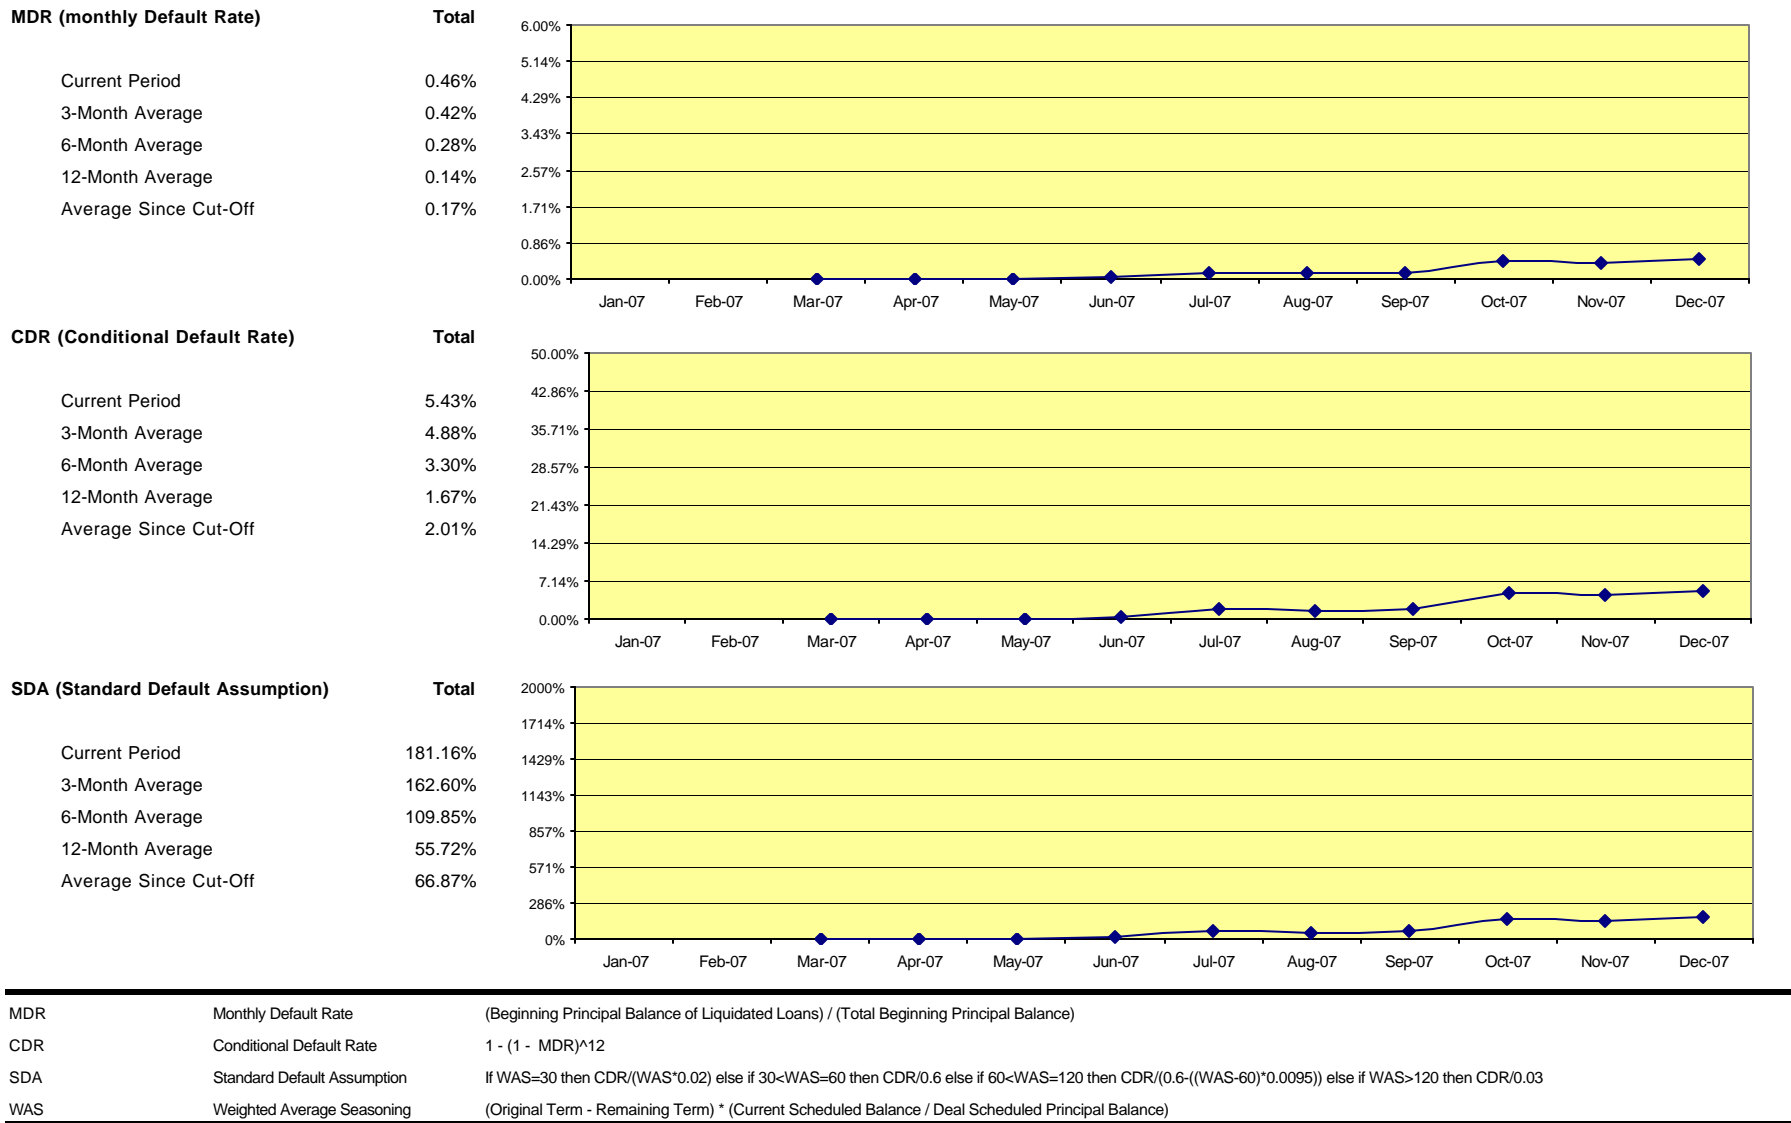 MDR (monthly Default Rate) Total
Current Period 0.46%
3-Month Average 0.42%
6-Month Average 0.28%
12-Month Average 0.14%
Average Since Cut-Off 0.17%
6.00%
5.14%
4.29%
3.43%
2.57%
1.71%
0.86%
0.00%
Jan-07 Feb-07 Mar-07 Apr-07 May-07 Jun-07 Jul-07 Aug-07 Sep-07 Oct-07 Nov-07 Dec-07
CDR (Conditional Default Rate) Total
Current Period 5.43%
3-Month Average 4.88%
6-Month Average 3.30%
12-Month Average 1.67%
Average Since Cut-Off 2.01%
50.00%
42.86%
35.71%
28.57%
21.43%
14.29%
7.14%
0.00%
Jan-07 Feb-07 Mar-07 Apr-07 May-07 Jun-07 Jul-07 Aug-07 Sep-07 Oct-07 Nov-07 Dec-07
SDA (Standard Default Assumption) Total
Current Period 181.16%
3-Month Average 162.60%
6-Month Average 109.85%
12-Month Average 55.72%
Average Since Cut-Off 66.87%
2000%
1714%
1429%
1143%
857%
571%
286%
0%
Jan-07 Feb-07 Mar-07 Apr-07 May-07 Jun-07 Jul-07 Aug-07 Sep-07 Oct-07 Nov-07 Dec-07
MDR Monthly Default Rate (Beginning Principal Balance of Liquidated Loans) / (Total Beginning Principal Balance)
CDR Conditional Default Rate 1 - (1 - MDR)^12
SDA Standard Default Assumption If WAS=30 then CDR/(WAS*0.02) else if 30<WAS=60 then CDR/0.6 else if 60<WAS=120 then CDR/(0.6-((WAS-60)*0.0095)) else if WAS>120 then CDR/0.03
WAS Weighted Average Seasoning (Original Term - Remaining Term) * (Current Scheduled Balance / Deal Scheduled Principal Balance)